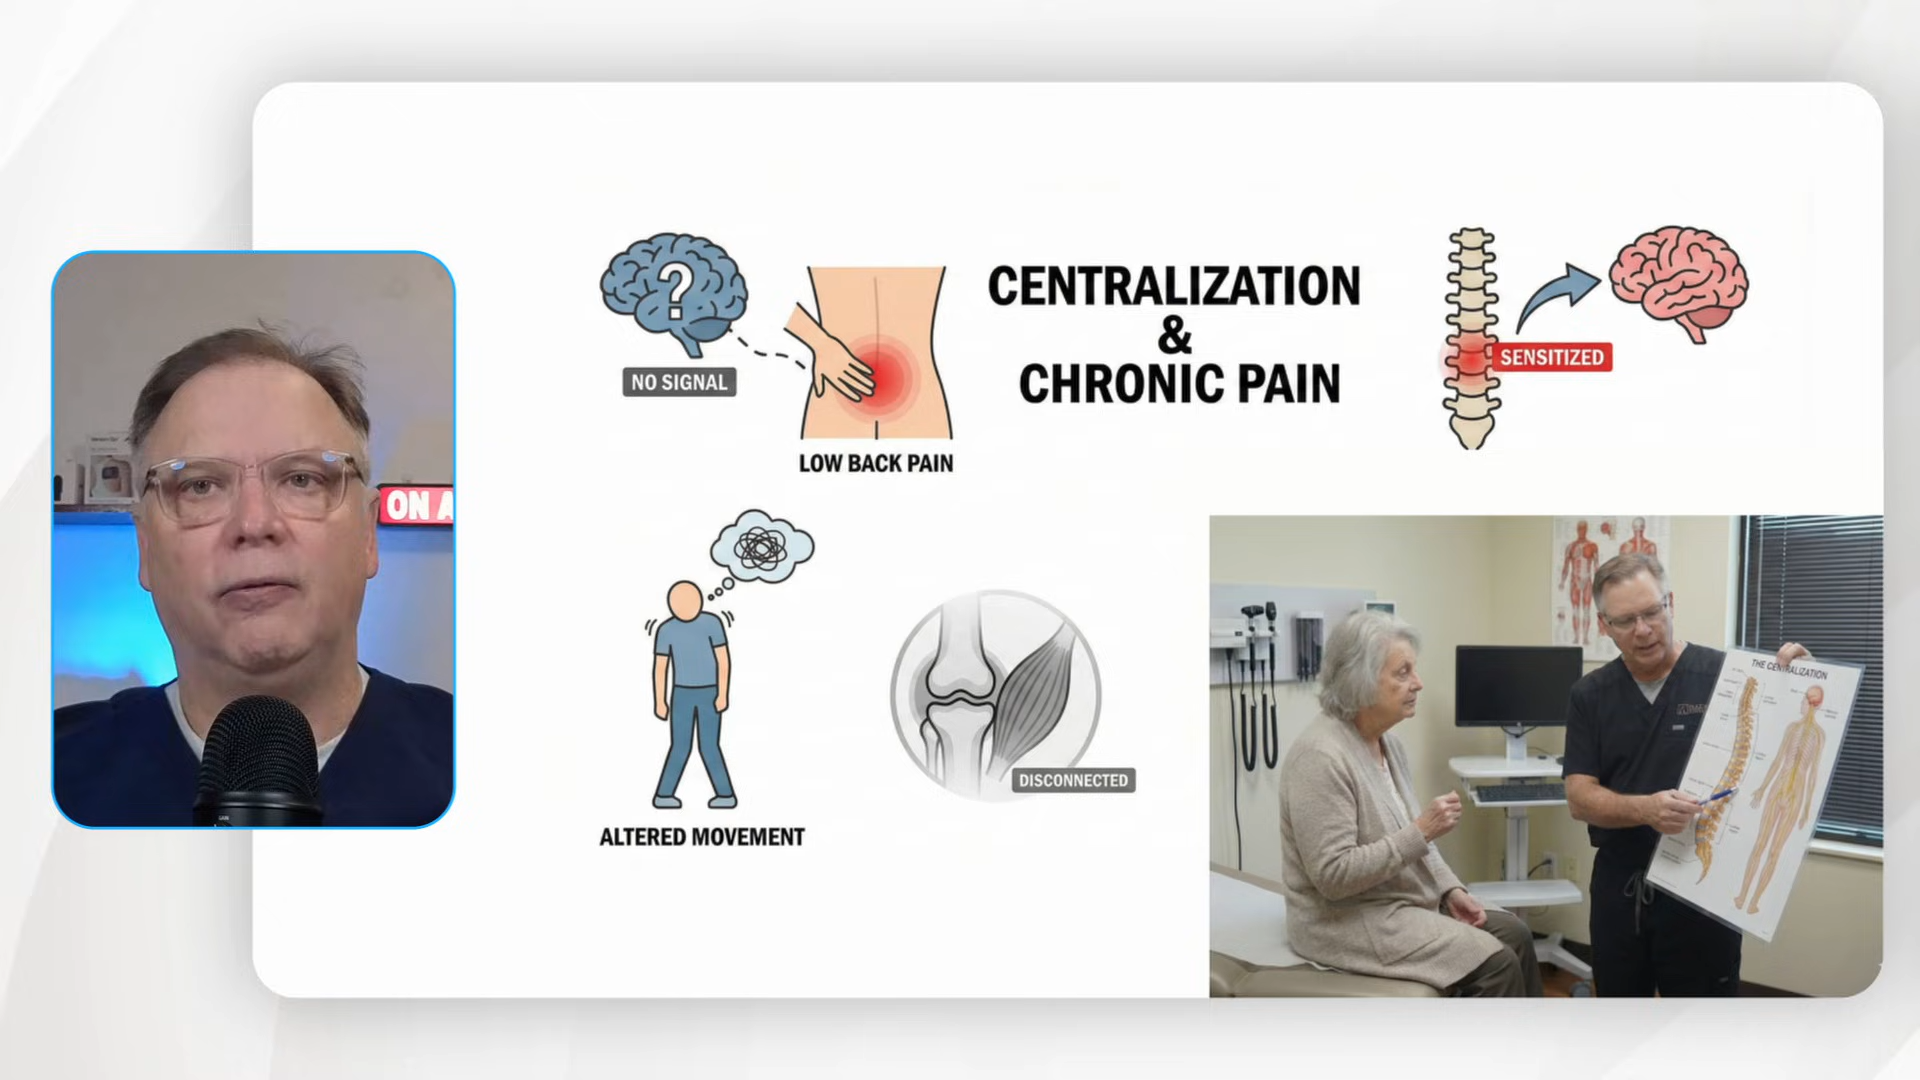 CENTRALIZATION
&
CHRONIC PAIN
?
NO SIGNAL
LOW BACK PAIN
SENSITIZED
ALTERED MOVEMENT
DISCONNECTED
ON A
THE CENTRALIZATION